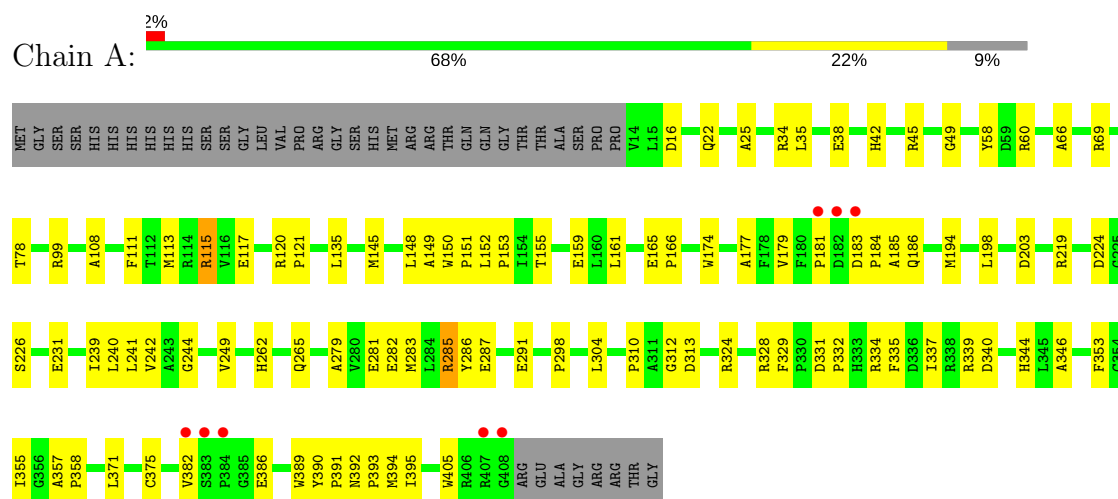 2%
Chain A:
68% 22% 9%
MET GLY SER SER HIS HIS HIS HIS HIS HIS SER SER GLY LEU VAL PRO ARG GLY SER HIS MET ARG ARG THR GLN GLN GLY THR THR ALA SER PRO PRO V14 L15 D16 Q22 A25 R34 L35 E38 H42 R45 G49 Y58 D59 R60 A66 R69
T78 R99 A108 F111 T112 M113 R114 R115 V116 E117 R120 P121 L135 M145 L148 A149 W150 P151 L152 P153 I154 T155 E159 L160 L161 E165 P166 W174 A177 F178 V179 F180 P181 D182 D183 P184 A185 Q186 M194 L198 D203 R219 D224 G225
S226 E231 I239 L240 L241 V242 A243 G244 V249 H262 Q265 A279 V280 E281 E282 M283 L284 R285 Y286 E287 E291 P298 L304 P310 A311 G312 D313 R324 R328 F329 P330 D331 P332 H333 R334 F335 D336 I337 R338 R339 D340 H344 L345 A346 F353 G354
I355 G356 A357 P358 L371 C375 V382 S383 P384 G385 E386 W389 Y390 P391 N392 P393 M394 I395 W405 R406 R407 G408 ARG GLU ALA GLY ARG ARG THR GLY